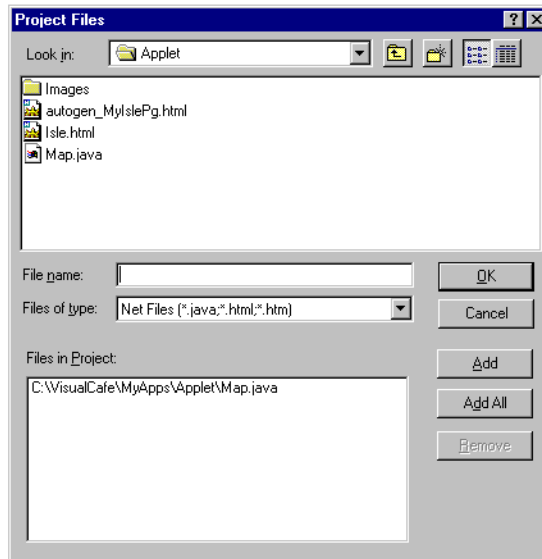 Project Files
Look in: Applet
Images
autogen_MyIslePg.html
Isle.html
Map.java
File name:
OK
Files of type: Net Files (*.java;*.html;*.htm)
Cancel
Files in Project:
Add
C:\VisualCafe\MyApps\Applet\Map.java
Add All
Remove